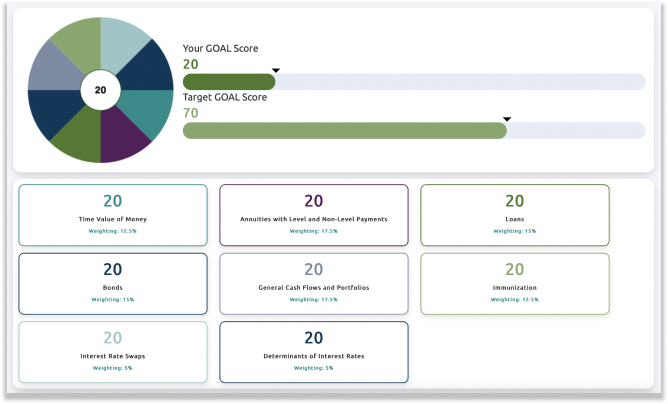 20
Your GOAL Score
20
Target GOAL Score
70
20
Time Value of Money
Weighting: 12.5%
20
Annuities with Level and Non-Level Payments
Weighting: 17.5%
20
Loans
Weighting: 15%
20
Bonds
Weighting: 15%
20
General Cash Flows and Portfolios
Weighting: 17.5%
20
Immunization
Weighting: 12.5%
20
Interest Rate Swaps
Weighting: 5%
20
Determinants of Interest Rates
Weighting: 5%